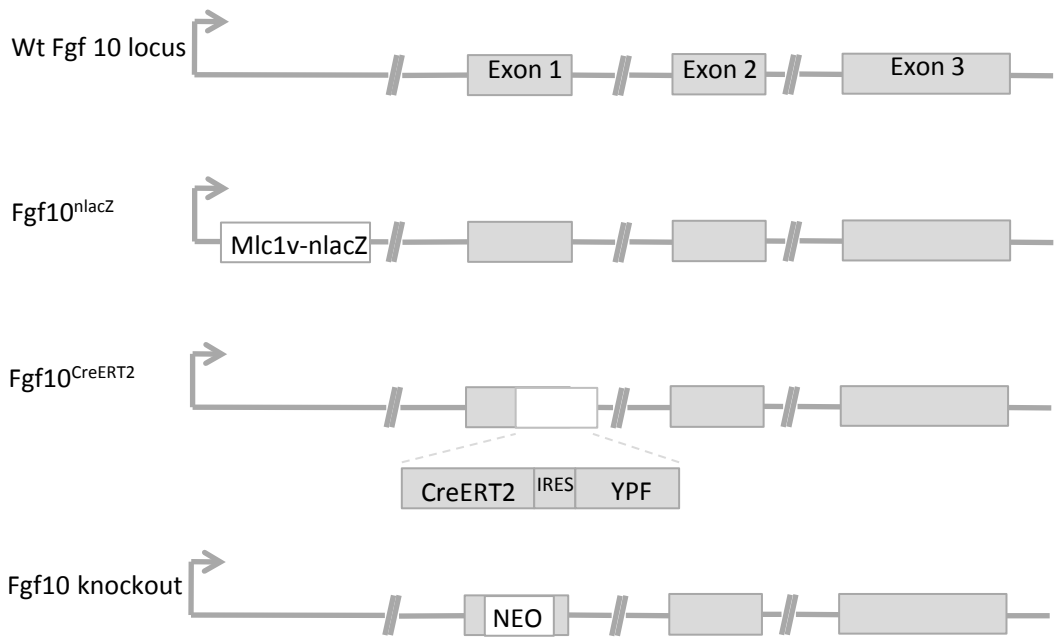 Wt Fgf 10 locus
Exon 1
Exon 2
Exon 3
Fgf10nlacZ
Mlc1v-nlacZ
Fgf10CreERT2
CreERT2
IRES
YPF
Fgf10 knockout
NEO